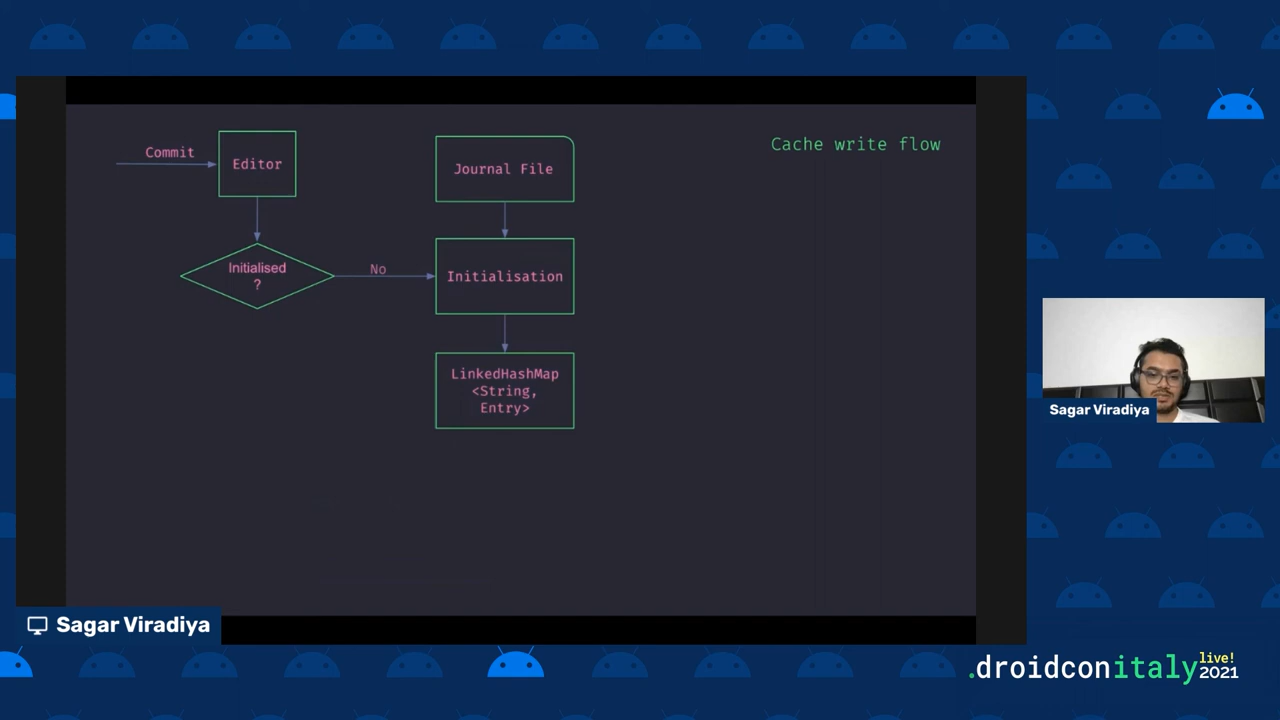 Cache write flow
Commit
Editor
Journal File
Initialised
?
No
Initialisation
LinkedHashMap
<String,
Entry>
Sagar Viradiya
Sagar Viradiya
.droidconitaly
live!
2021